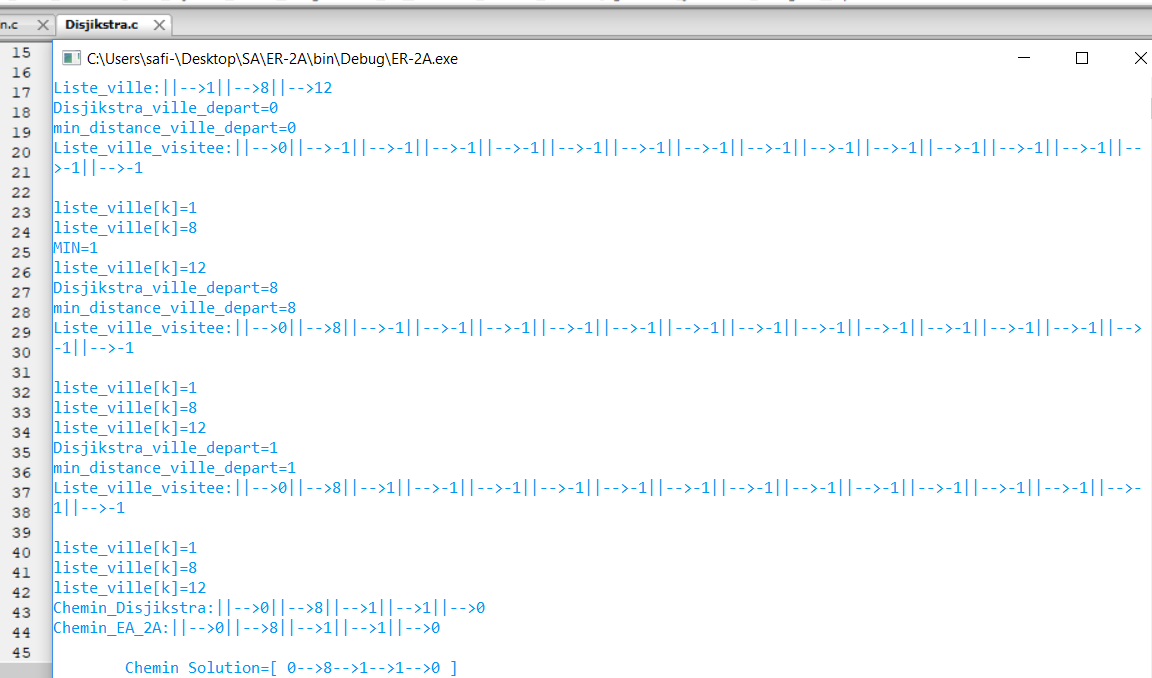 n.c Disjikstra.c
C:\Users\safi-\Desktop\SA\ER-2A\bin\Debug\ER-2A.exe
15
16
17
18
19
20
21
22
23
24
25
26
27
28
29
30
31
32
33
34
35
36
37
38
39
40
41
42
43
44
45
Liste_ville:||-->1||-->8||-->12
Disjikstra_ville_depart=0
min_distance_ville_depart=0
Liste_ville_visitee:||-->0||-->-1||-->-1||-->-1||-->-1||-->-1||-->-1||-->-1||-->-1||-->-1||-->-1||-->-1||-->-1||-->-1||--
>-1||-->-1
liste_ville[k]=1
liste_ville[k]=8
MIN=1
liste_ville[k]=12
Disjikstra_ville_depart=8
min_distance_ville_depart=8
Liste_ville_visitee:||-->0||-->8||-->-1||-->-1||-->-1||-->-1||-->-1||-->-1||-->-1||-->-1||-->-1||-->-1||-->-1||-->-1||-->
-1||-->-1
liste_ville[k]=1
liste_ville[k]=8
liste_ville[k]=12
Disjikstra_ville_depart=1
min_distance_ville_depart=1
Liste_ville_visitee:||-->0||-->8||-->1||-->-1||-->-1||-->-1||-->-1||-->-1||-->-1||-->-1||-->-1||-->-1||-->-1||-->-1||-->-
1||-->-1
liste_ville[k]=1
liste_ville[k]=8
liste_ville[k]=12
Chemin_Disjikstra:||-->0||-->8||-->1||-->1||-->0
Chemin_EA_2A:||-->0||-->8||-->1||-->1||-->0
Chemin Solution=[ 0-->8-->1-->1-->0 ]